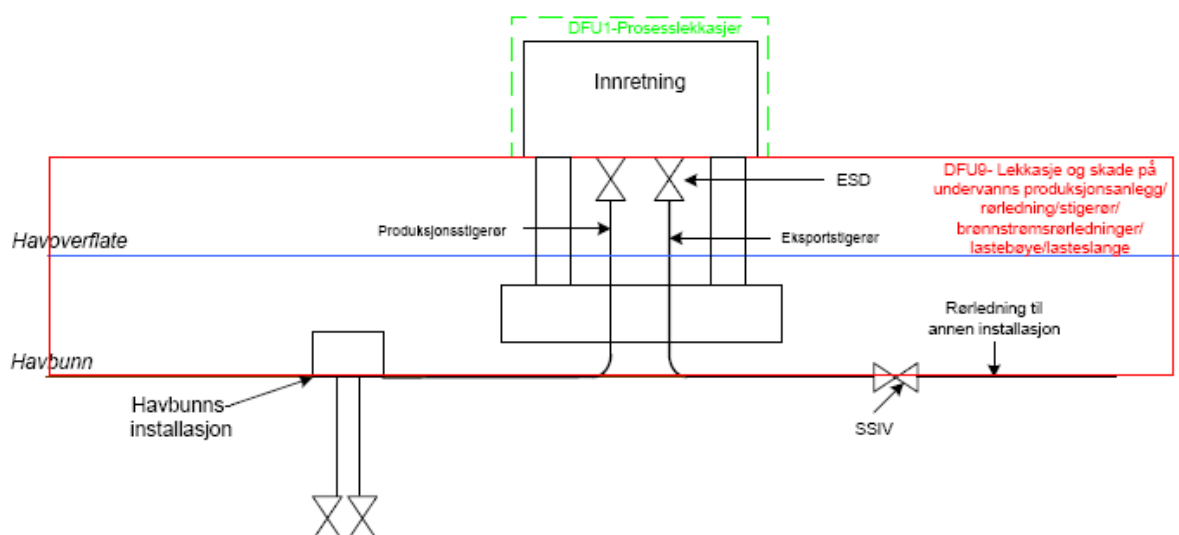 DFU1-Prosesslekkasjer
Innretning
DFU9- Lekkasje og skade på
undervanns produksjonsanlegg/
rørledning/stigerør/
brønnstrømsrørledninger/
lastebøye/lasteslange
ESD
Produksjonsstigerør
Eksportstigerør
Havoverflate
Rørledning til
annen installasjon
Havbunn
Havbunns-
installasjon
SSIV